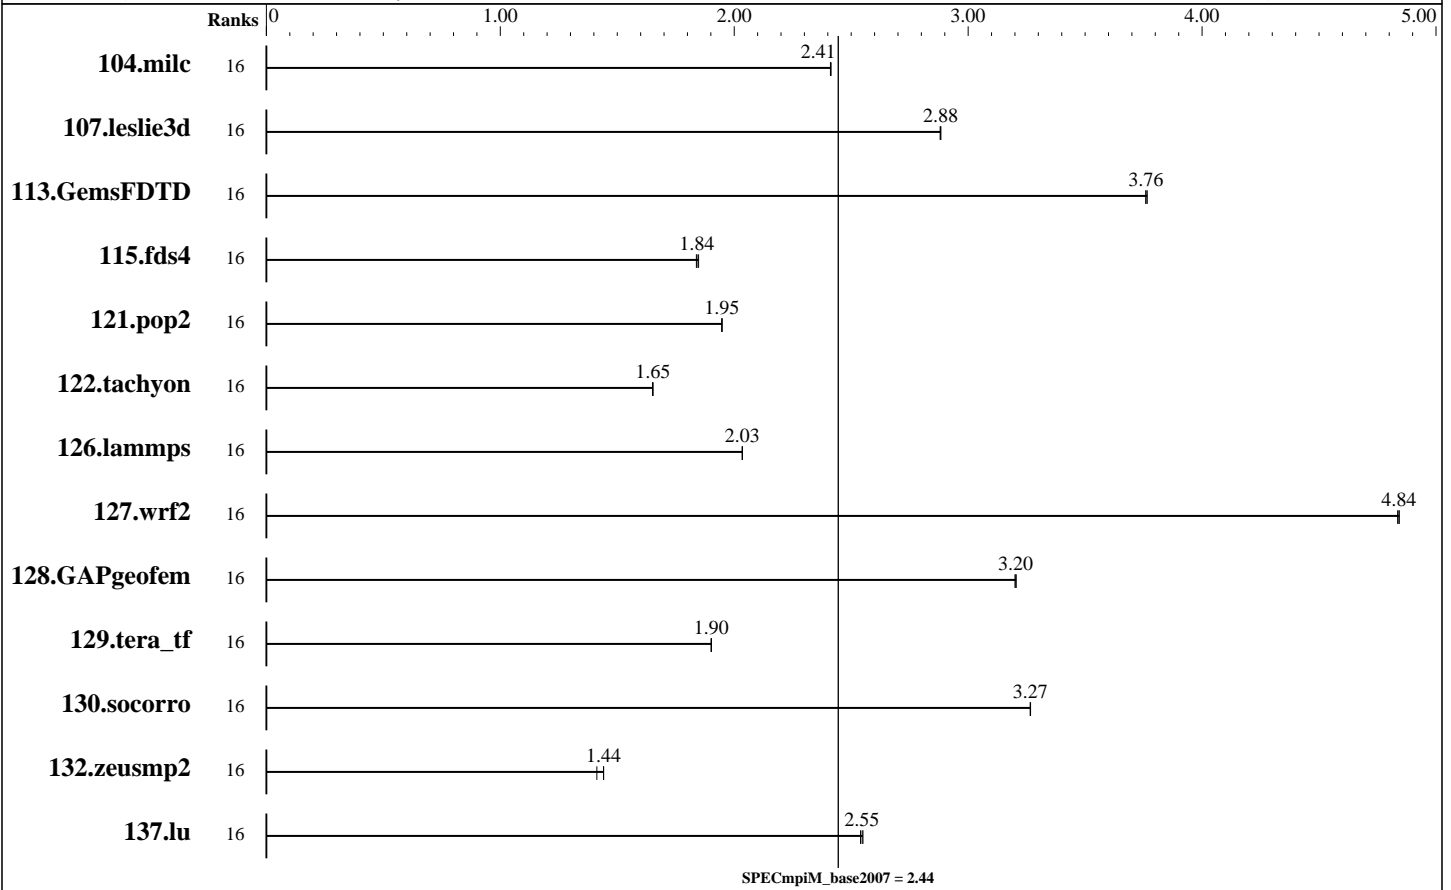 Ranks 0 1.00 2.00 3.00 4.00 5.00
2.41
104.milc 16
2.88
107.leslie3d 16
3.76
113.GemsFDTD 16
1.84
115.fds4 16
1.95
121.pop2 16
1.65
122.tachyon 16
2.03
126.lammps 16
4.84
127.wrf2 16
3.20
128.GAPgeofem 16
1.90
129.tera_tf 16
3.27
130.socorro 16
1.44
132.zeusmp2 16
2.55
137.lu 16
SPECmpiM_base2007 = 2.44